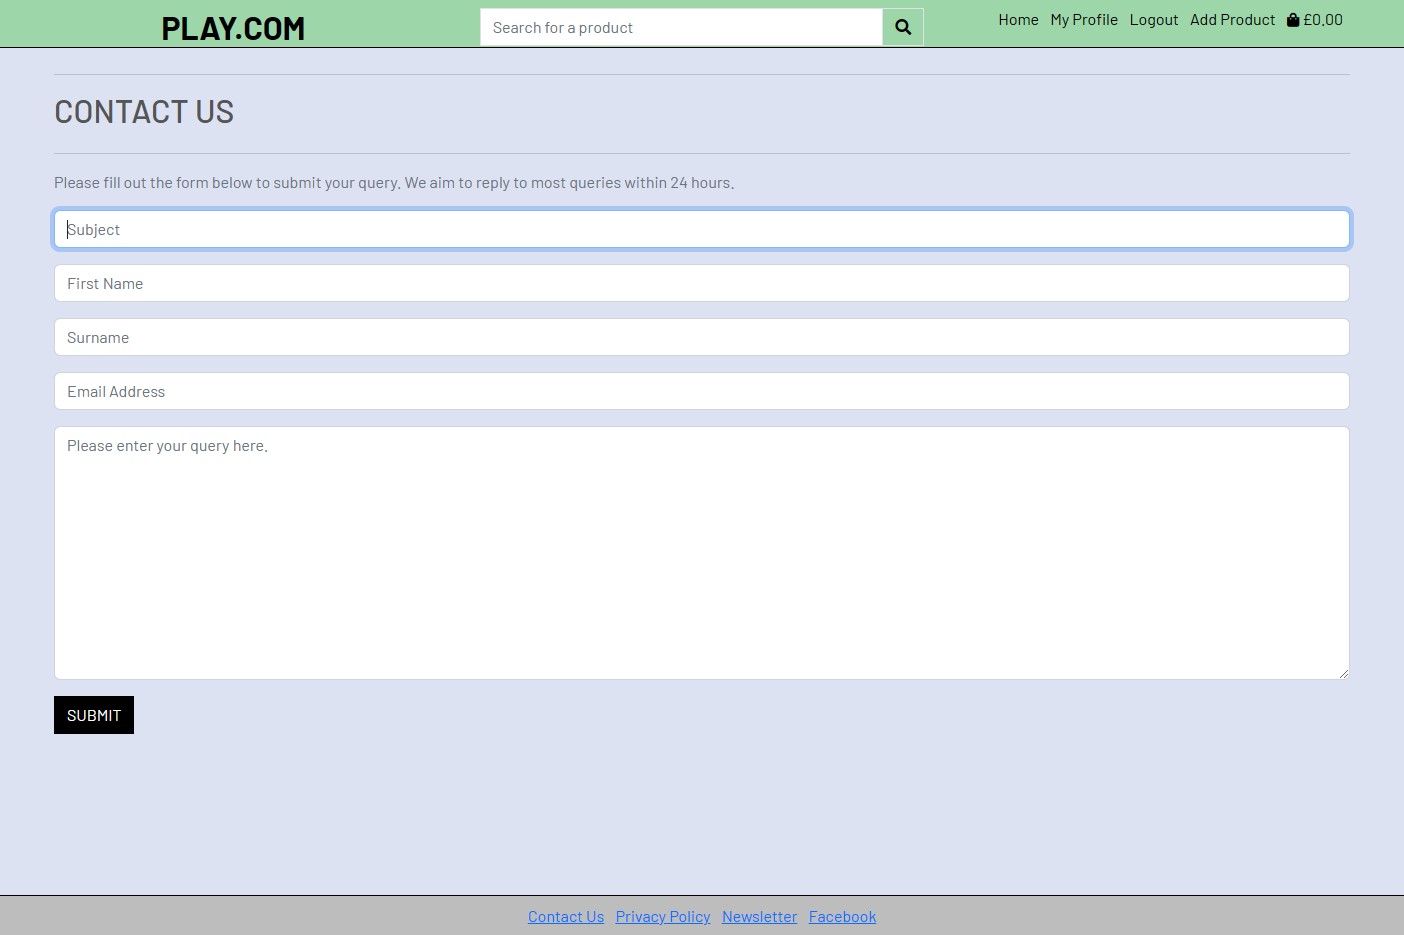 PLAY.COM
Search for a product
Home My Profile Logout Add Product £0.00
CONTACT US
Please fill out the form below to submit your query. We aim to reply to most queries within 24 hours.
Subject
First Name
Surname
Email Address
Please enter your query here.
SUBMIT
Contact Us Privacy Policy Newsletter Facebook